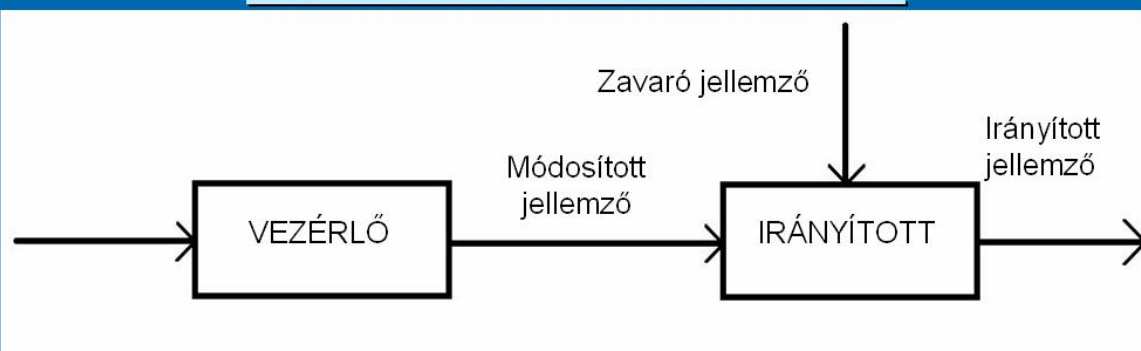 Zavaró jellemző
Irányított
jellemző
Módosított
jellemző
VEZÉRLŐ
IRÁNYÍTOTT